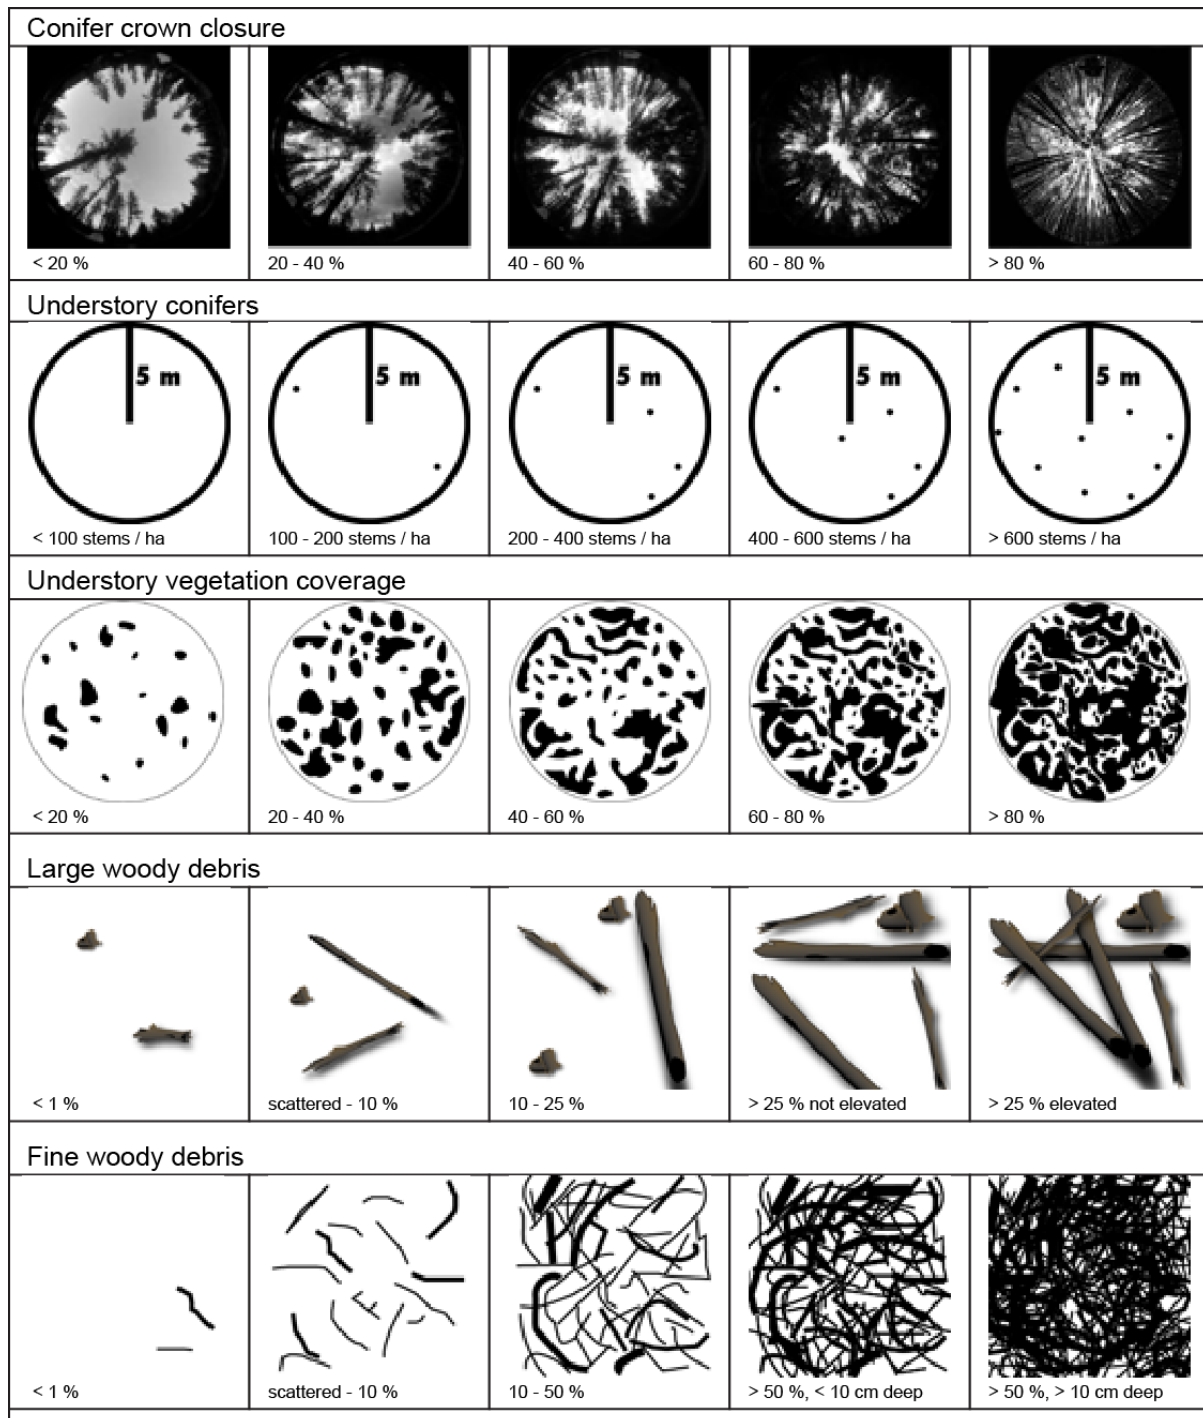 Conifer crown closure
< 20 %
20 - 40 %
40 - 60 %
60 - 80 %
> 80 %
Understory conifers
5 m
5 m
5 m
5 m
5 m
< 100 stems / ha
100 - 200 stems / ha
200 - 400 stems / ha
400 - 600 stems / ha
> 600 stems / ha
Understory vegetation coverage
< 20 %
20 - 40 %
40 - 60 %
60 - 80 %
> 80 %
Large woody debris
< 1 %
scattered - 10 %
10 - 25 %
> 25 % not elevated
> 25 % elevated
Fine woody debris
< 1 %
scattered - 10 %
10 - 50 %
> 50 %, < 10 cm deep
> 50 %, > 10 cm deep